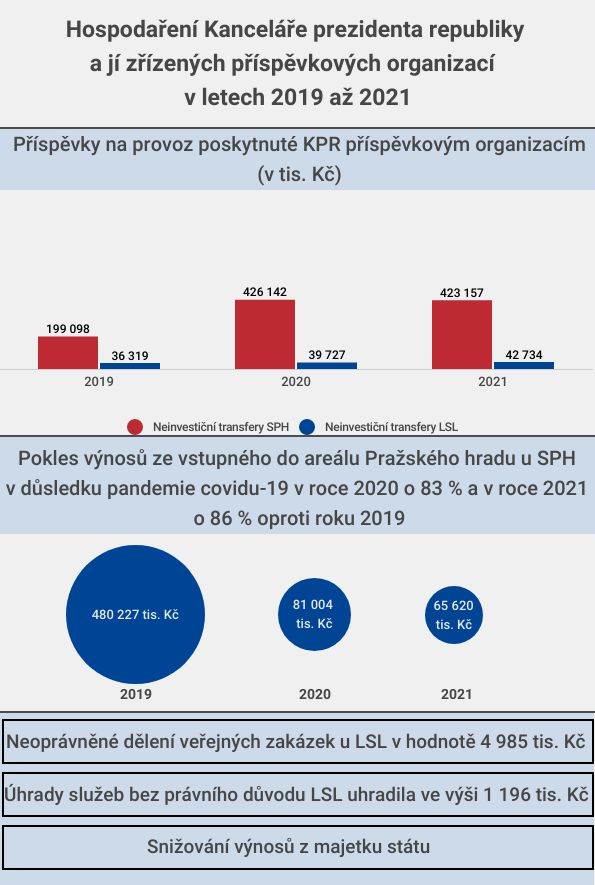 Hospodaření Kanceláře prezidenta republiky
a jí zřízených příspěvkových organizací
v letech 2019 až 2021
Příspěvky na provoz poskytnuté KPR příspěvkovým organizacím
(v tis. Kč)
199 098
36 319
426 142
39 727
423 157
42 734
2019
2020
2021
Neinvestiční transfery SPH
Neinvestiční transfery LSL
Pokles výnosů ze vstupného do areálu Pražského hradu u SPH
v důsledku pandemie covidu-19 v roce 2020 o 83 % a v roce 2021
o 86 % oproti roku 2019
480 227 tis. Kč
81 004
tis. Kč
65 620
tis. Kč
2019
2020
2021
Neoprávněné dělení veřejných zakázek u LSL v hodnotě 4 985 tis. Kč
Úhrady služeb bez právního důvodu LSL uhradila ve výši 1 196 tis. Kč
Snižování výnosů z majetku státu